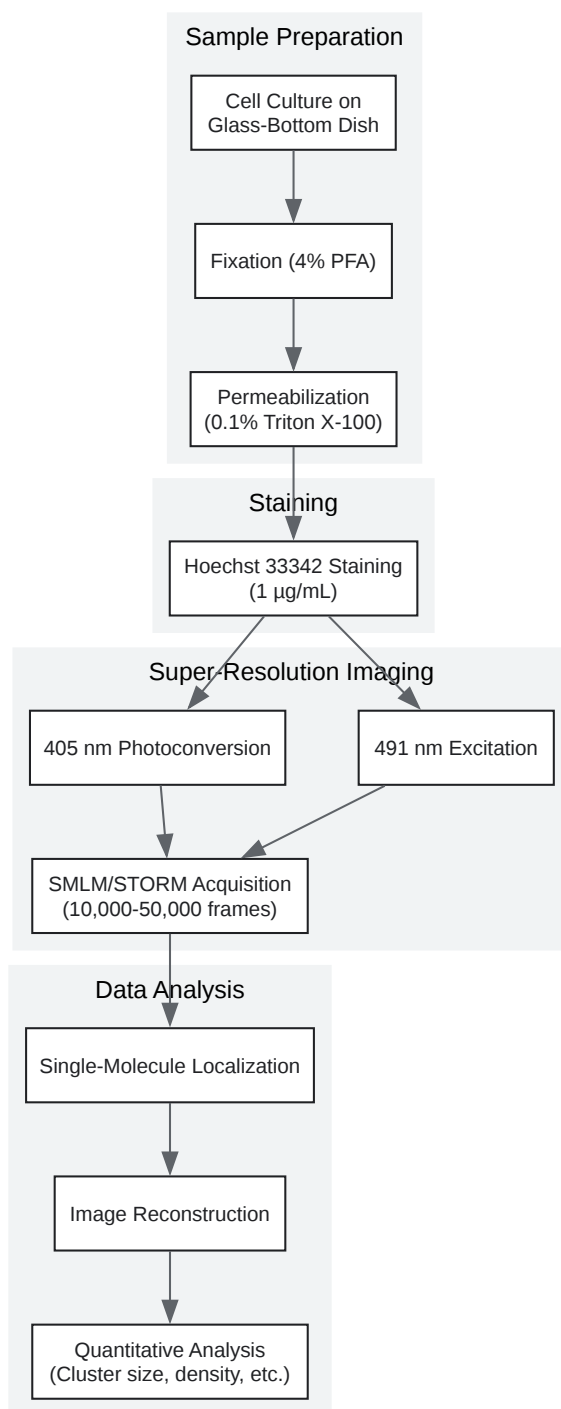 Sample Preparation
Cell Culture on
Glass-Bottom Dish
Fixation (4% PFA)
Permeabilization
(0.1% Triton X-100)
Staining
Hoechst 33342 Staining
(1 µg/mL)
Super-Resolution Imaging
405 nm Photoconversion
491 nm Excitation
SMLM/STORM Acquisition
(10,000-50,000 frames)
Data Analysis
Single-Molecule Localization
Image Reconstruction
Quantitative Analysis
(Cluster size, density, etc.)